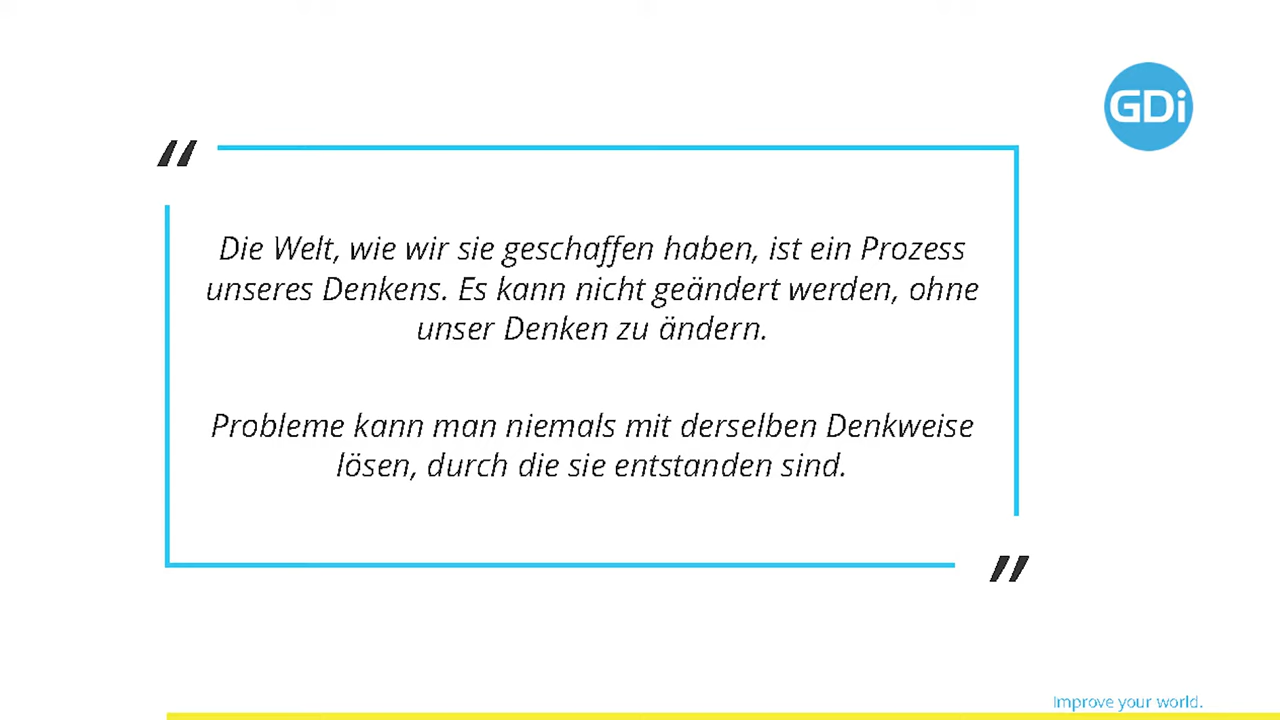 GDi
“
Die Welt, wie wir sie geschaffen haben, ist ein Prozess
unseres Denkens. Es kann nicht geändert werden, ohne
unser Denken zu ändern.
Probleme kann man niemals mit derselben Denkweise
lösen, durch die sie entstanden sind.
”
Improve your world.